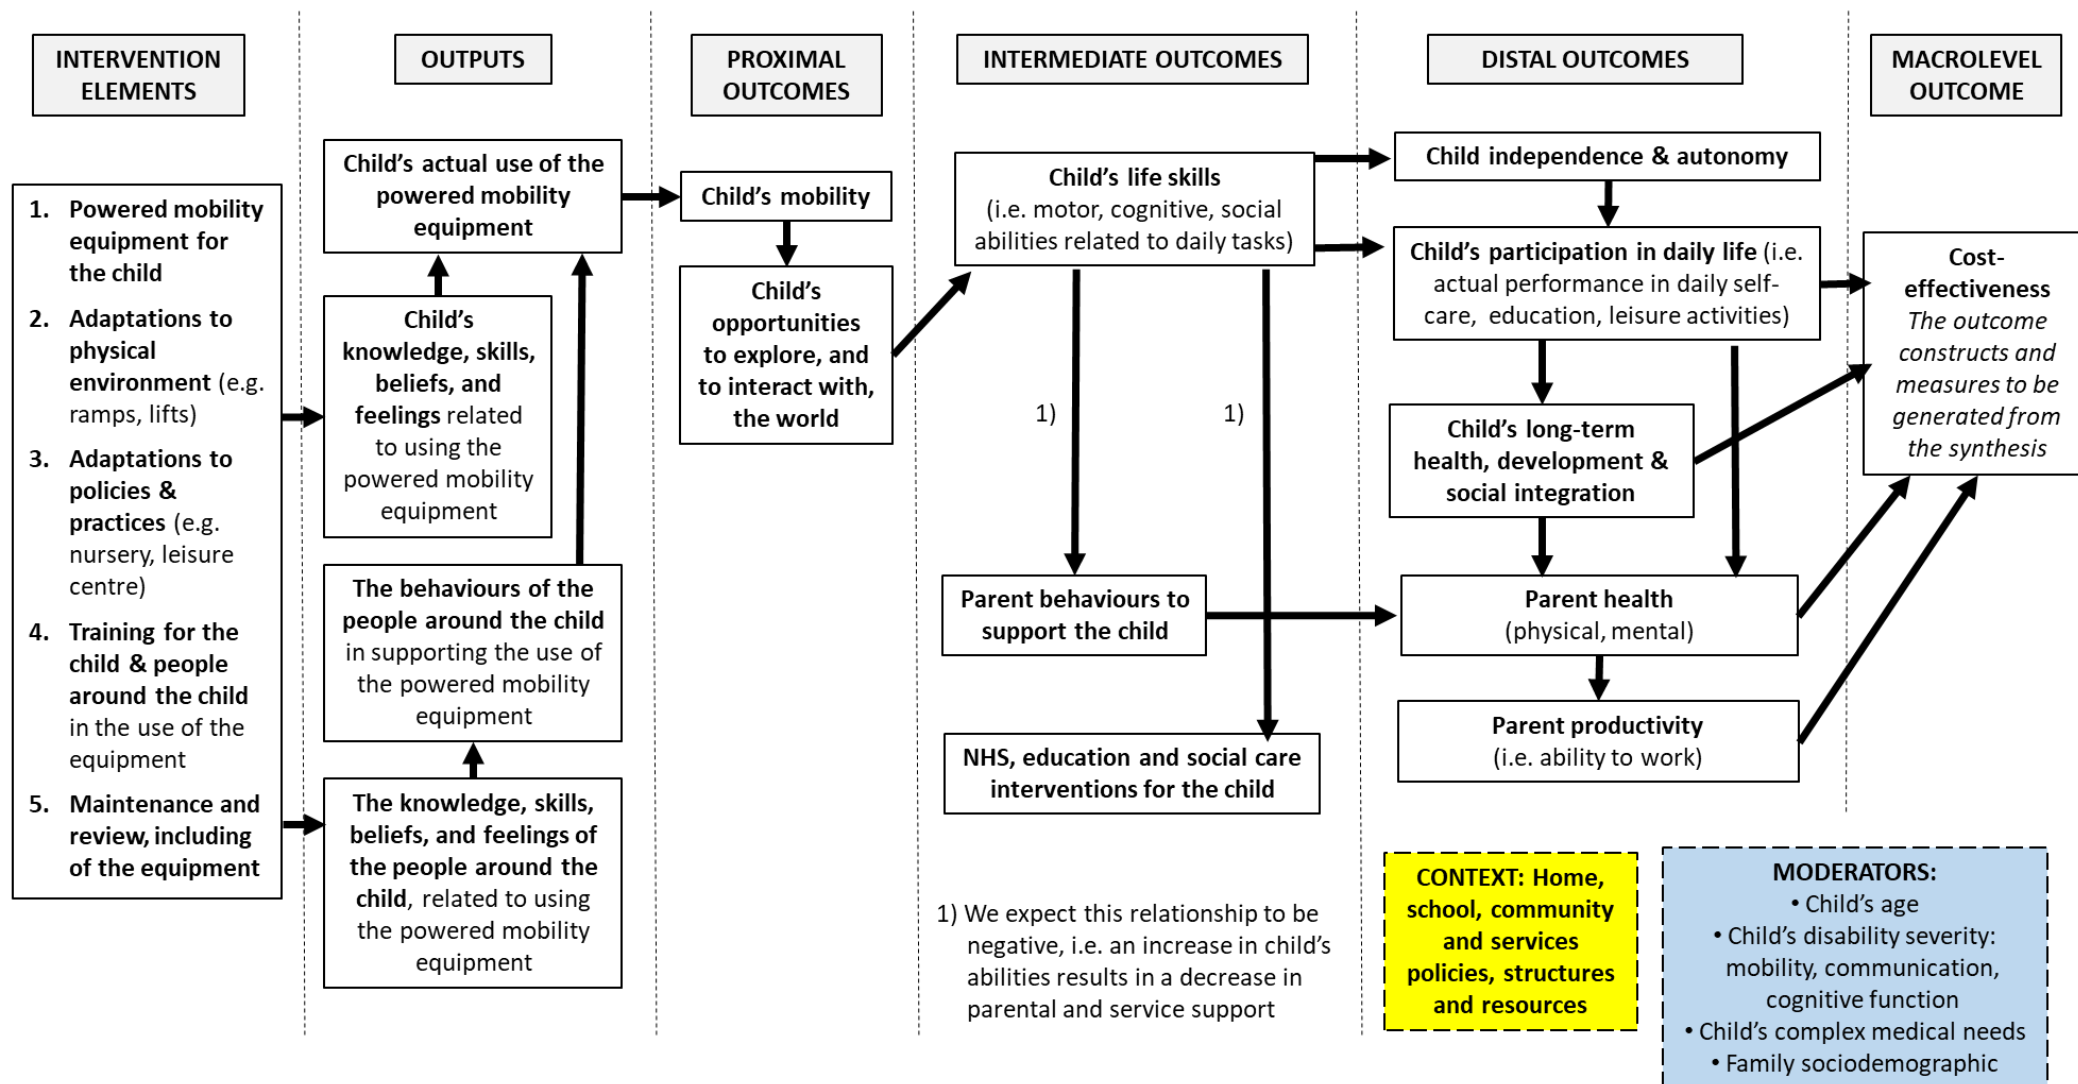 INTERVENTION
ELEMENTS
OUTPUTS
PROXIMAL
OUTCOMES
INTERMEDIATE OUTCOMES
DISTAL OUTCOMES
MACROLEVEL
OUTCOME
1. Powered mobility
equipment for
the child
2. Adaptations to
physical
environment (e.g.
ramps, lifts)
3. Adaptations to
policies &
practices (e.g.
nursery, leisure
centre)
4. Training for the
child & people
around the child
in the use of the
equipment
5. Maintenance and
review, including
of the equipment
Child’s actual use of the
powered mobility
equipment
Child’s
knowledge, skills,
beliefs, and
feelings related
to using the
powered mobility
equipment
The behaviours of the
people around the child
in supporting the use of
the powered mobility
equipment
The knowledge, skills,
beliefs, and feelings of
the people around the
child, related to using
the powered mobility
equipment
Child’s mobility
Child’s
opportunities
to explore, and
to interact with,
the world
Child’s life skills
(i.e. motor, cognitive, social
abilities related to daily tasks)
1)
1)
Parent behaviours to
support the child
NHS, education and social care
interventions for the child
1) We expect this relationship to be
negative, i.e. an increase in child’s
abilities results in a decrease in
parental and service support
Child independence & autonomy
Child’s participation in daily life (i.e.
actual performance in daily self-
care, education, leisure activities)
Child’s long-term
health, development &
social integration
Parent health
(physical, mental)
Parent productivity
(i.e. ability to work)
Cost-
effectiveness
The outcome
constructs and
measures to be
generated from
the synthesis
CONTEXT: Home,
school, community
and services
policies, structures
and resources
MODERATORS:
• Child’s age
• Child’s disability severity:
mobility, communication,
cognitive function
• Child’s complex medical needs
• Family sociodemographic